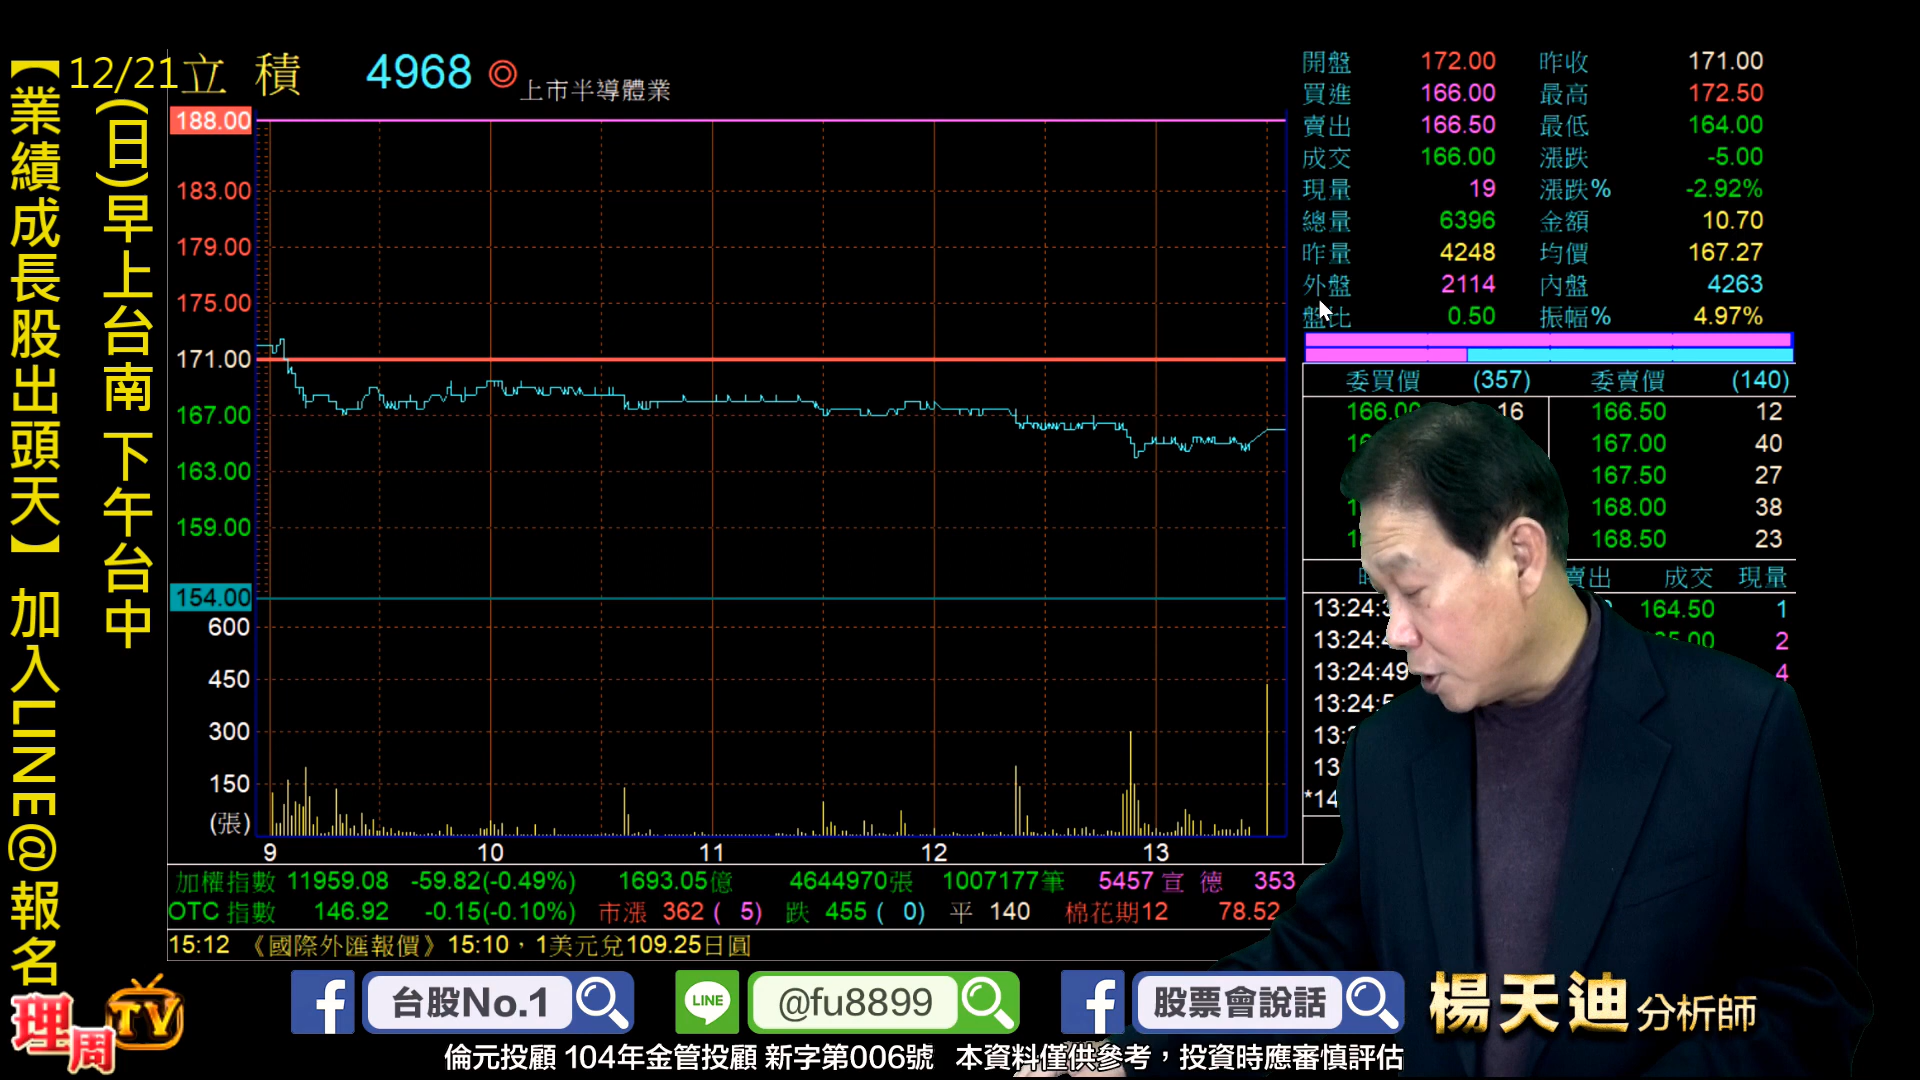 【業績成長股出頭天】 加入LINE@報名
12/21(日)早上台南 下午台中
立 積 4968 ◎ 上市半導體業
188.00
183.00
179.00
175.00
171.00
167.00
163.00
159.00
154.00
600
450
300
150
(張)
9 10 11 12 13
開盤 172.00 昨收 171.00
買進 166.00 最高 172.50
賣出 166.50 最低 164.00
成交 166.00 漲跌 -5.00
現量 19 漲跌% -2.92%
總量 6396 金額 10.70
昨量 4248 均價 167.27
外盤 2114 內盤 4263
盤比 0.50 振幅% 4.97%
委買價 (357) 委賣價 (140)
166.00 16 166.50 12
167.00 40
167.50 27
168.00 38
168.50 23
賣出 成交 現量
13:24:3 164.50 1
13:24:4 2
13:24:49 4
13:24:5
加權指數 11959.08 -59.82(-0.49%) 1693.05億 4644970張 1007177筆 5457 宣 德 353
OTC 指數 146.92 -0.15(-0.10%) 市漲 362 ( 5) 跌 455 ( 0) 平 140 棉花期12 78.52
15:12 《國際外匯報價》15:10，1美元兌109.25日圓
理周TV
f 台股No.1
LINE @fu8899
f 股票會說話
楊天迪 分析師
倫元投顧 104年金管投顧 新字第006號 本資料僅供參考，投資時應審慎評估